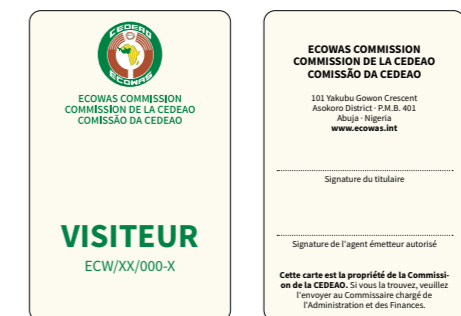 CEDEAO
ECOWAS
ECOWAS COMMISSION
COMMISSION DE LA CEDEAO
COMISSÃO DA CEDEAO
VISITEUR
ECW/XX/000-X
ECOWAS COMMISSION
COMMISSION DE LA CEDEAO
COMISSÃO DA CEDEAO
101 Yakubu Gowon Crescent
Asokoro District · P.M.B. 401
Abuja · Nigeria
www.ecowas.int
Signature du titulaire
Signature de l'agent émetteur autorisé
Cette carte est la propriété de la Commissi-
on de la CEDEAO. Si vous la trouvez, veuillez
l'envoyer au Commissaire chargé de
l'Administration et des Finances.